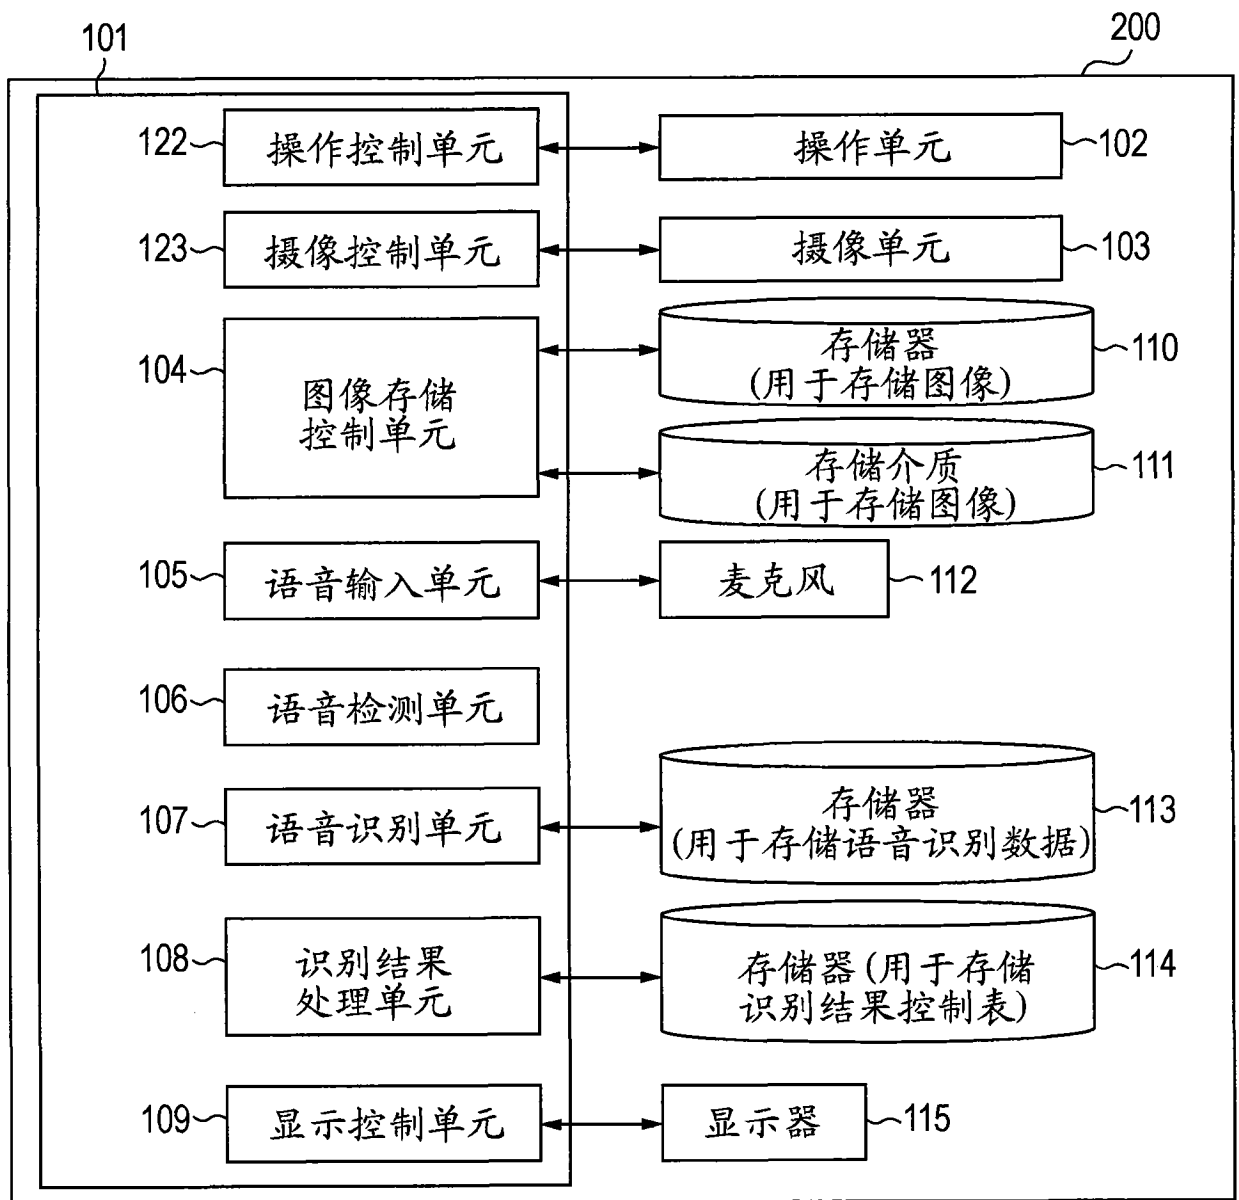 101
200
122
操作控制单元
操作单元
102
123
摄像控制单元
摄像单元
103
104
图像存储
控制单元
存储器
(用于存储图像)
110
存储介质
(用于存储图像)
111
105
语音输入单元
麦克风
112
106
语音检测单元
107
语音识别单元
存储器
(用于存储语音识别数据)
113
108
识别结果
处理单元
存储器(用于存储
识别结果控制表)
114
109
显示控制单元
显示器
115